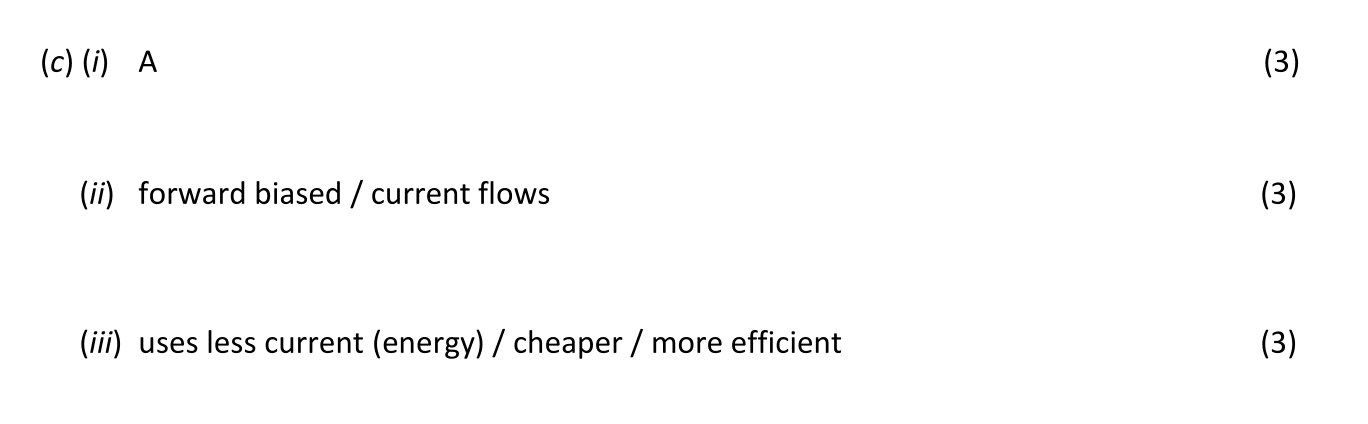 (c) (i) A (3)
(ii) forward biased / current flows (3)
(iii) uses less current (energy) / cheaper / more efficient (3)